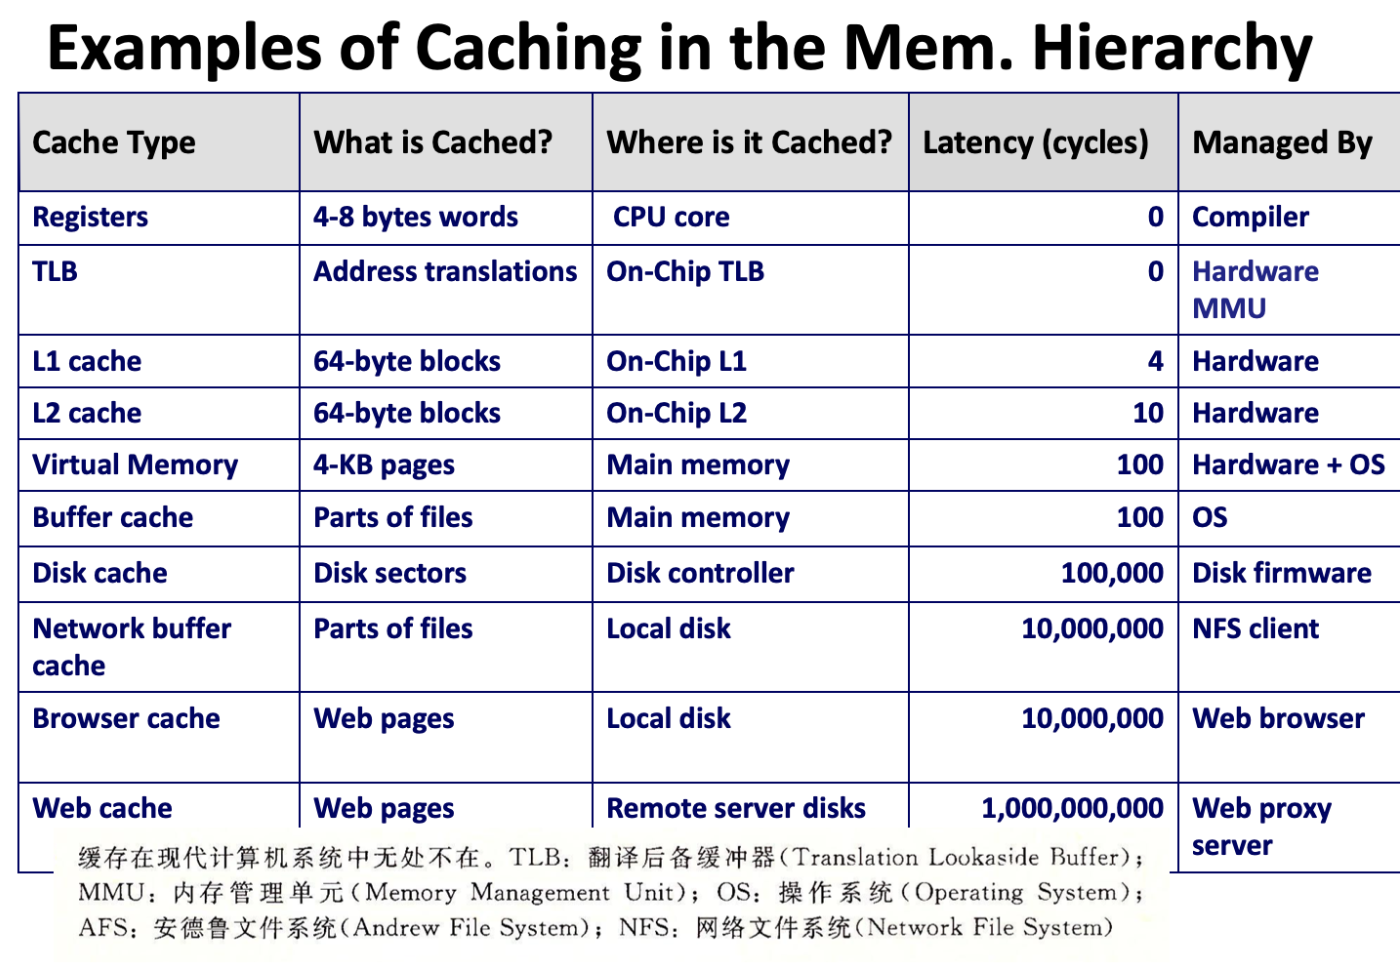 Examples of Caching in the Mem. Hierarchy
Cache Type What is Cached? Where is it Cached? Latency (cycles) Managed By
Registers 4-8 bytes words CPU core 0 Compiler
TLB Address translations On-Chip TLB 0 Hardware
MMU
L1 cache 64-byte blocks On-Chip L1 4 Hardware
L2 cache 64-byte blocks On-Chip L2 10 Hardware
Virtual Memory 4-KB pages Main memory 100 Hardware + OS
Buffer cache Parts of files Main memory 100 OS
Disk cache Disk sectors Disk controller 100,000 Disk firmware
Network buffer Parts of files Local disk 10,000,000 NFS client
cache
Browser cache Web pages Local disk 10,000,000 Web browser
Web cache Web pages Remote server disks 1,000,000,000 Web proxy
server
缓存在现代计算机系统中无处不在。TLB：翻译后备缓冲器(Translation Lookaside Buffer)；
MMU：内存管理单元(Memory Management Unit)；OS：操作系统(Operating System)；
AFS：安德鲁文件系统(Andrew File System)；NFS：网络文件系统(Network File System)